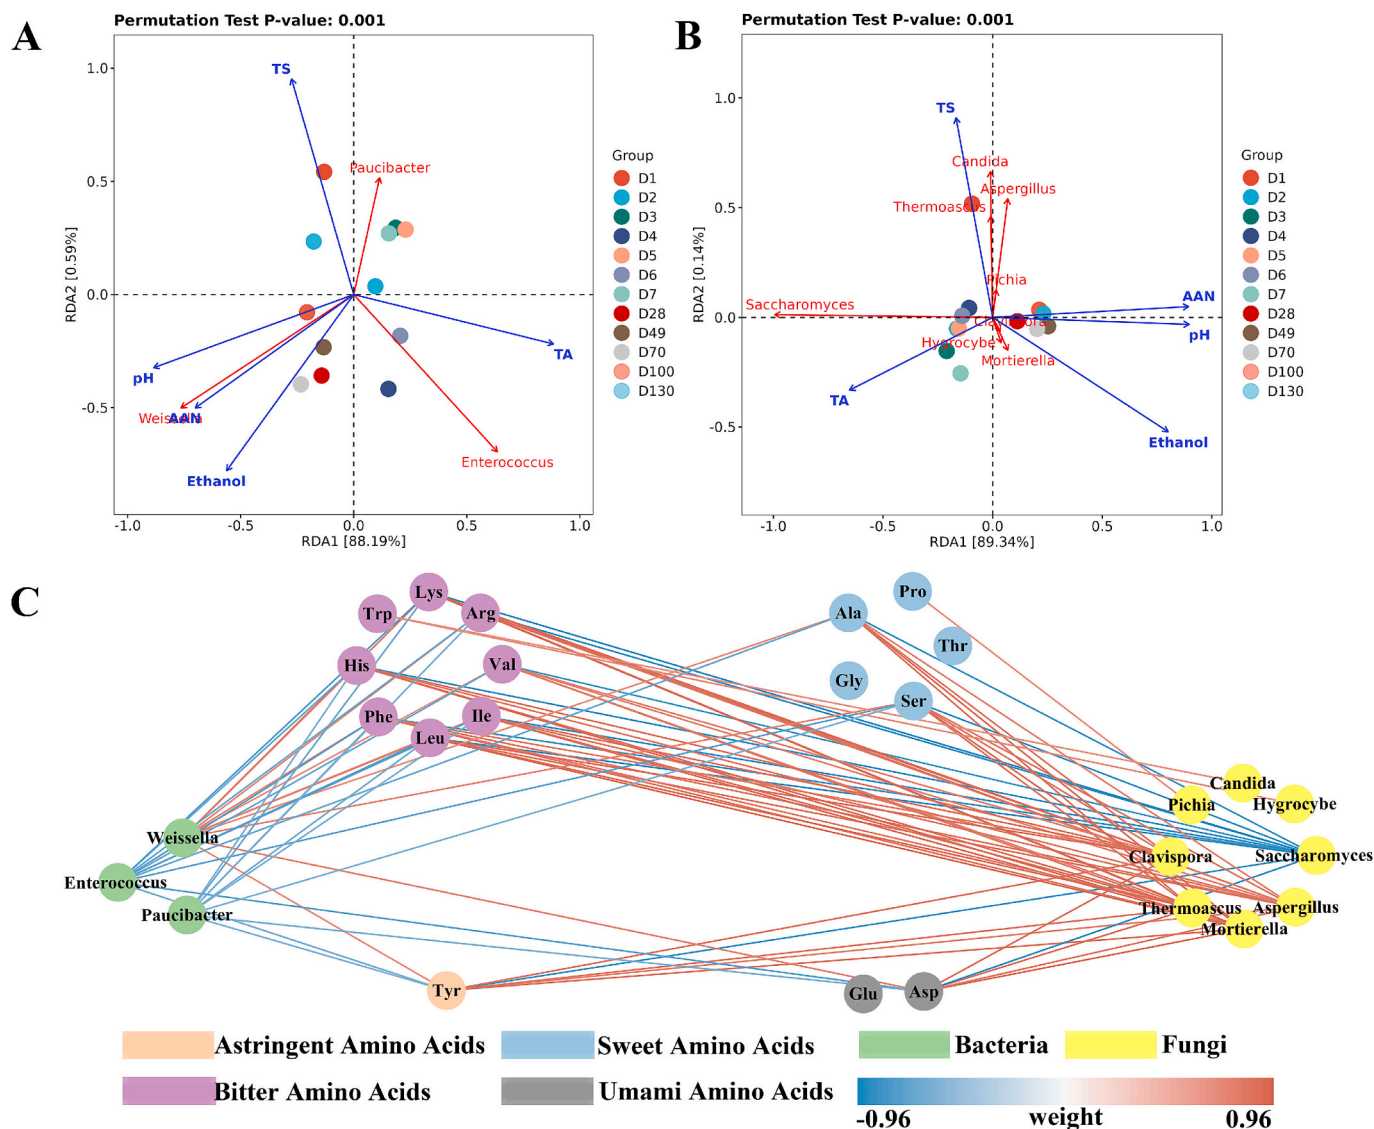 A
Permutation Test P-value: 0.001
TS
Paucibacter
TA
pH
Weissella
AAN
Ethanol
Enterococcus
1.0
0.5
0.0
-0.5
RDA2 [0.59%]
-1.0
-0.5
0.0
0.5
1.0
RDA1 [88.19%]
Group
D1
D2
D3
D4
D5
D6
D7
D28
D49
D70
D100
D130
B
Permutation Test P-value: 0.001
TS
Candida
Aspergillus
Thermoascus
Pichia
Saccharomyces
AAN
Clavispora
pH
Hygrocybe
Mortierella
TA
Ethanol
1.0
0.5
0.0
-0.5
RDA2 [0.14%]
-1.0
-0.5
0.0
0.5
1.0
RDA1 [89.34%]
Group
D1
D2
D3
D4
D5
D6
D7
D28
D49
D70
D100
D130
C
Lys
Trp
Arg
His
Val
Phe
Ile
Leu
Pro
Ala
Thr
Gly
Ser
Candida
Pichia
Hygrocybe
Weissella
Clavispora
Saccharomyces
Enterococcus
Paucibacter
Thermoascus
Aspergillus
Mortierella
Tyr
Glu
Asp
Astringent Amino Acids
Sweet Amino Acids
Bacteria
Fungi
Bitter Amino Acids
Umami Amino Acids
-0.96
weight
0.96